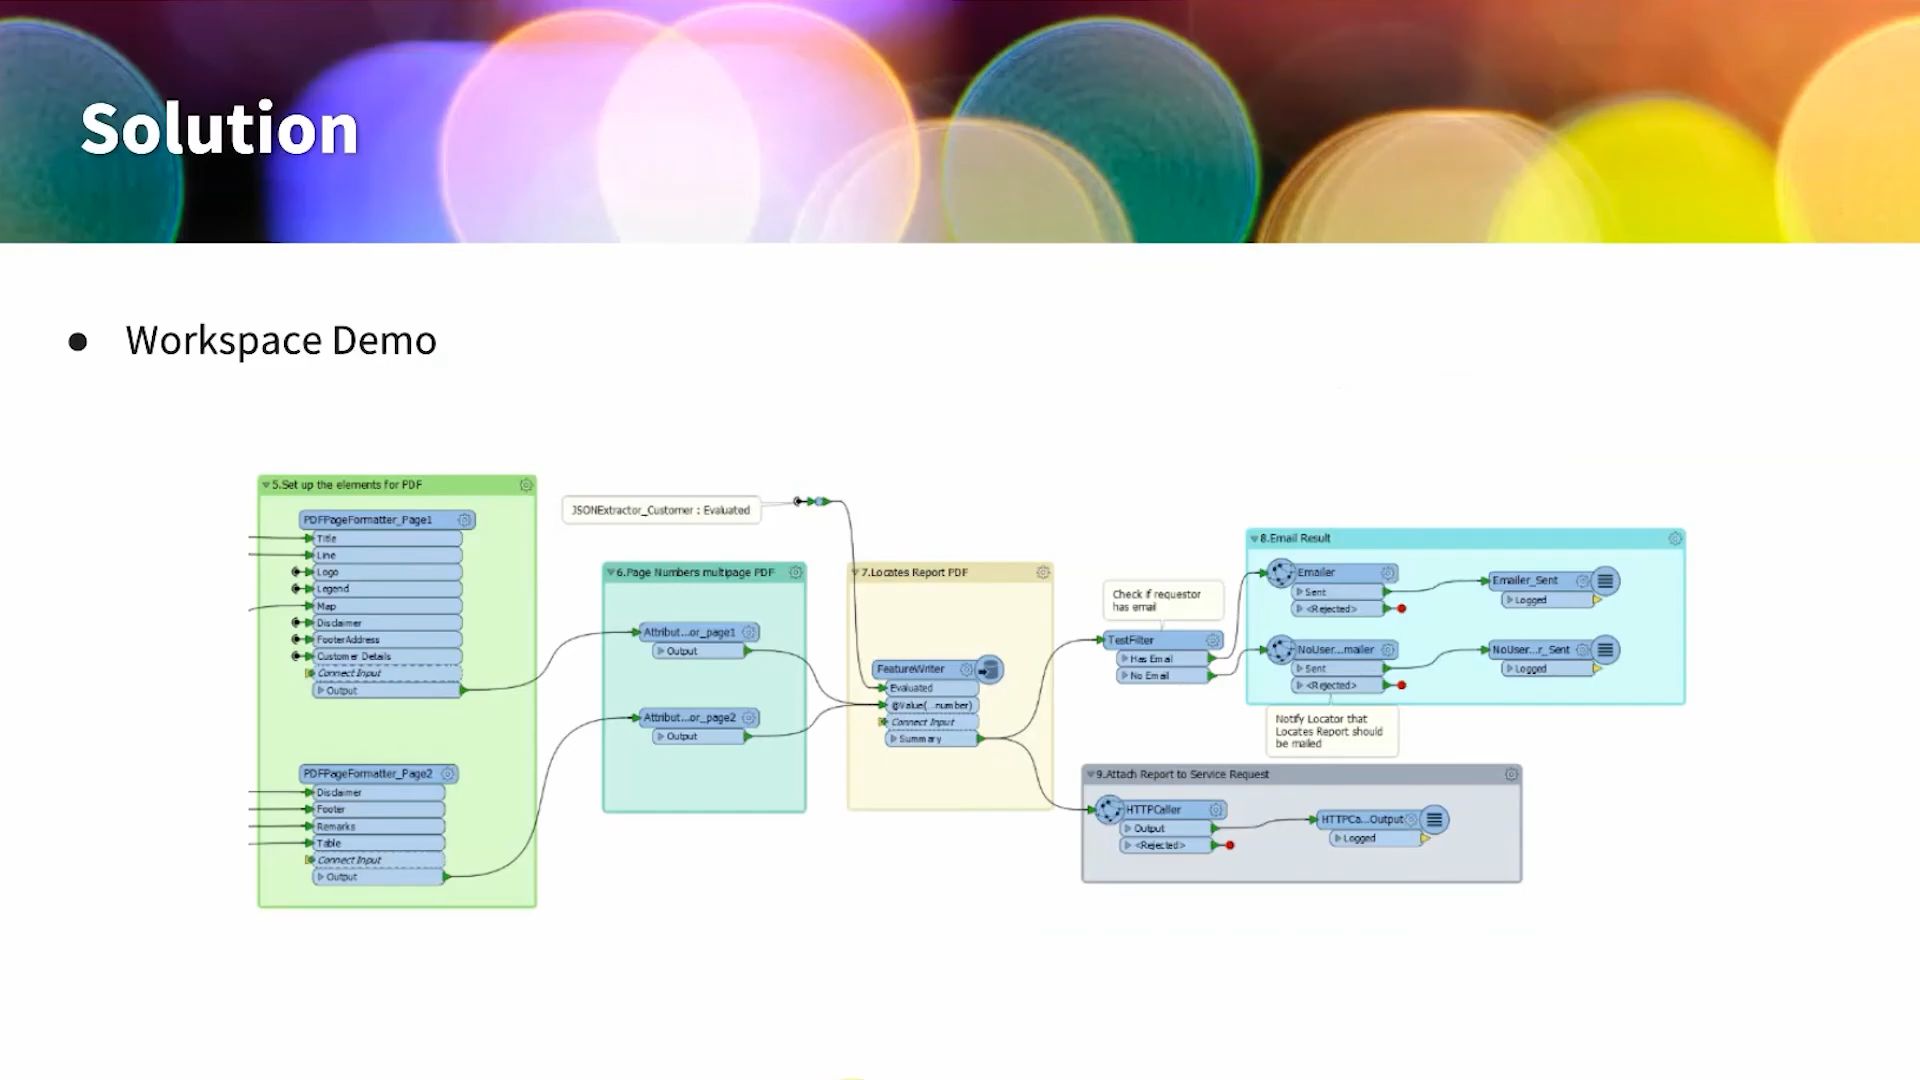 Solution
● Workspace Demo
5.Set up the elements for PDF
PDFPageFormatter_Page1
Title
Line
Logo
Legend
Map
Disclaimer
FooterAddress
Customer Details
Connect Input
Output
PDFPageFormatter_Page2
Disclaimer
Footer
Remarks
Table
Connect Input
Output
JSONExtractor_Customer : Evaluated
6.Page Numbers multipage PDF
Attribut...or_page1
Output
Attribut...or_page2
Output
7.Locates Report PDF
FeatureWriter
Evaluated
@Value(...number)
Connect Input
Summary
Check if requestor
has email
TestFilter
Has Email
No Email
8.Email Result
Emailer
Sent
<Rejected>
Emailer_Sent
Logged
NoUser...mailer
Sent
<Rejected>
NoUser...r_Sent
Logged
Notify Locator that
Locates Report should
be mailed
9.Attach Report to Service Request
HTTPCaller
Output
<Rejected>
HTTPCa...Output
Logged